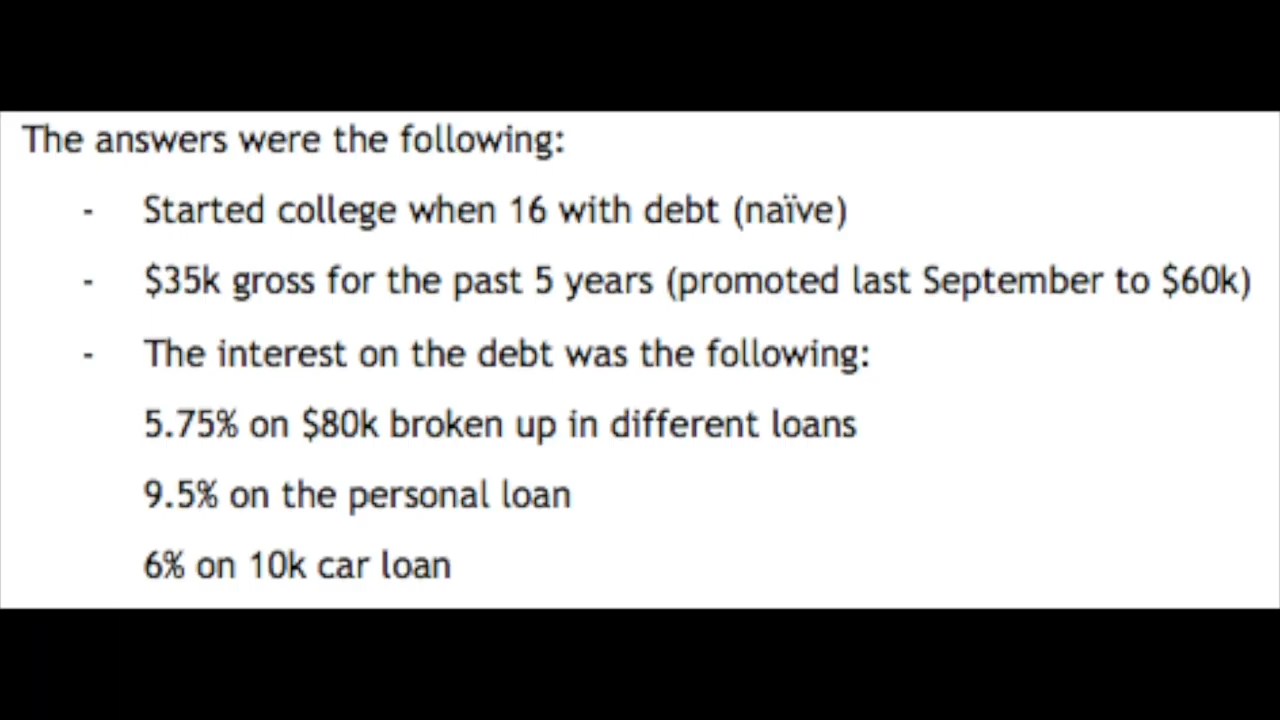 The answers were the following:
- Started college when 16 with debt (naïve)
- $35k gross for the past 5 years (promoted last September to $60k)
- The interest on the debt was the following:
5.75% on $80k broken up in different loans
9.5% on the personal loan
6% on 10k car loan